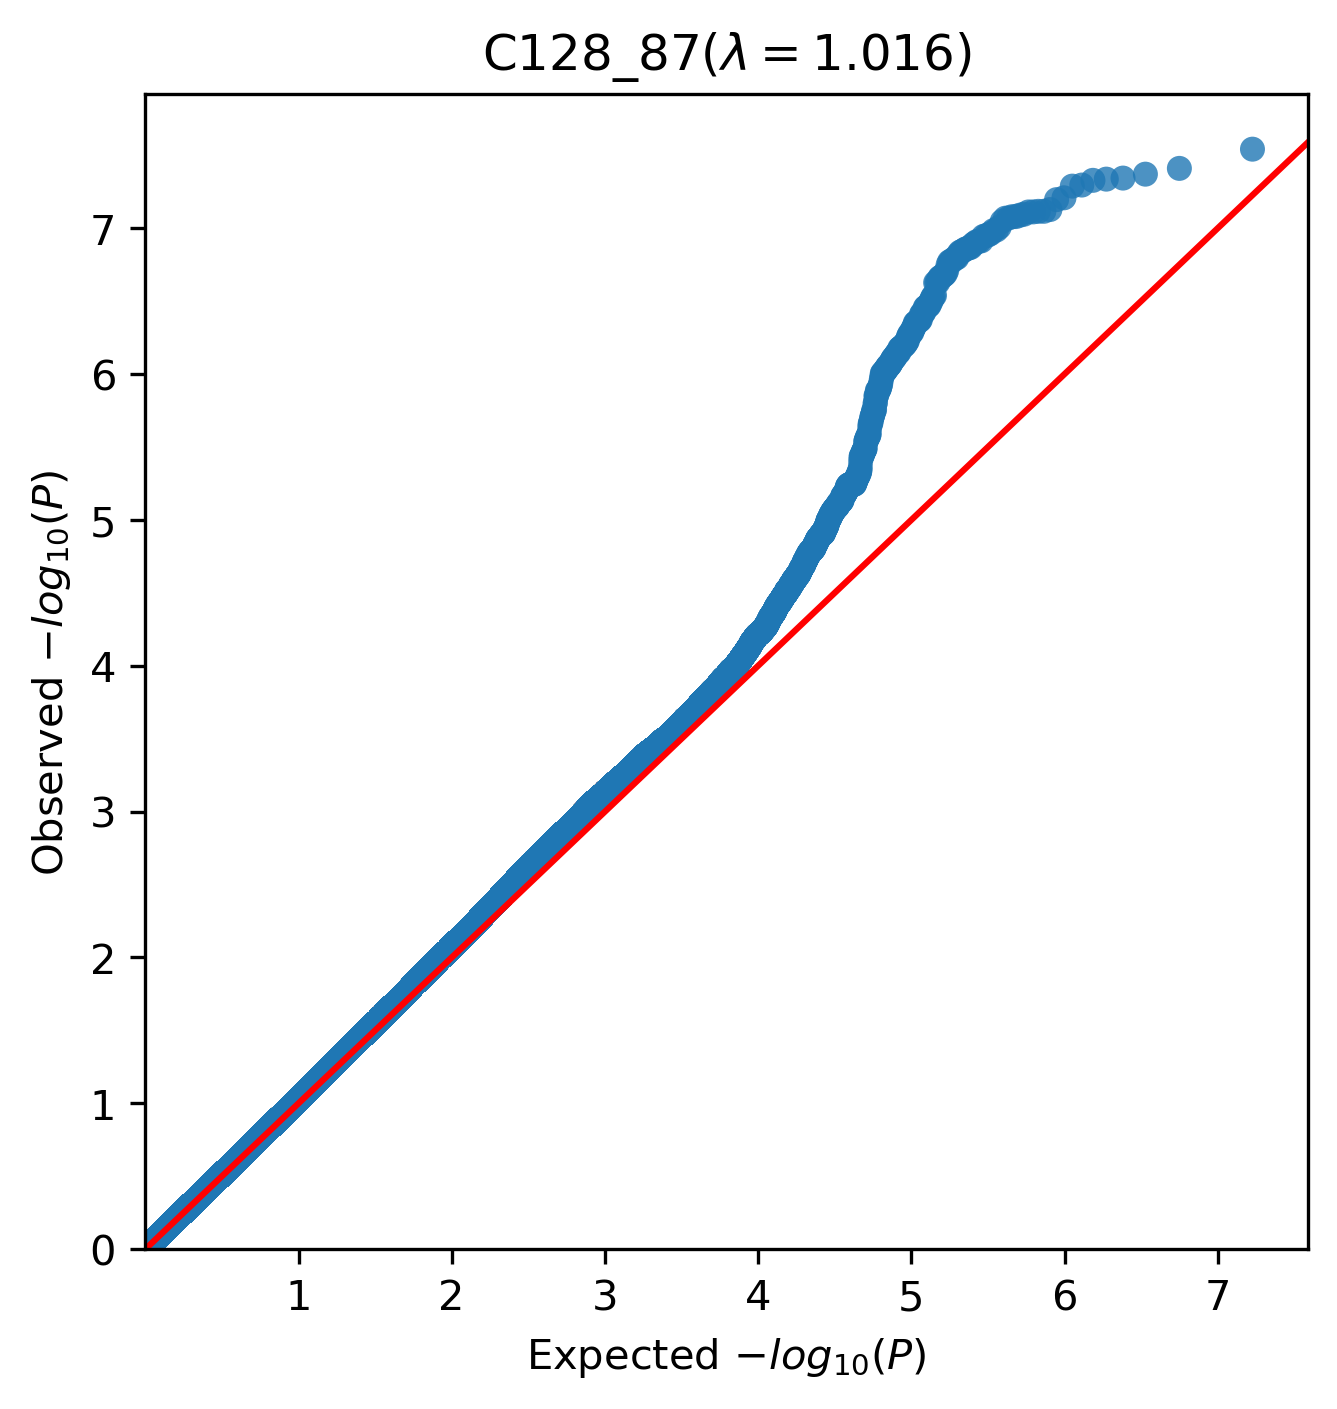 C128_87(λ = 1.016)
Observed −log₁₀(P)
7
6
5
4
3
2
1
0
1 2 3 4 5 6 7
Expected −log₁₀(P)